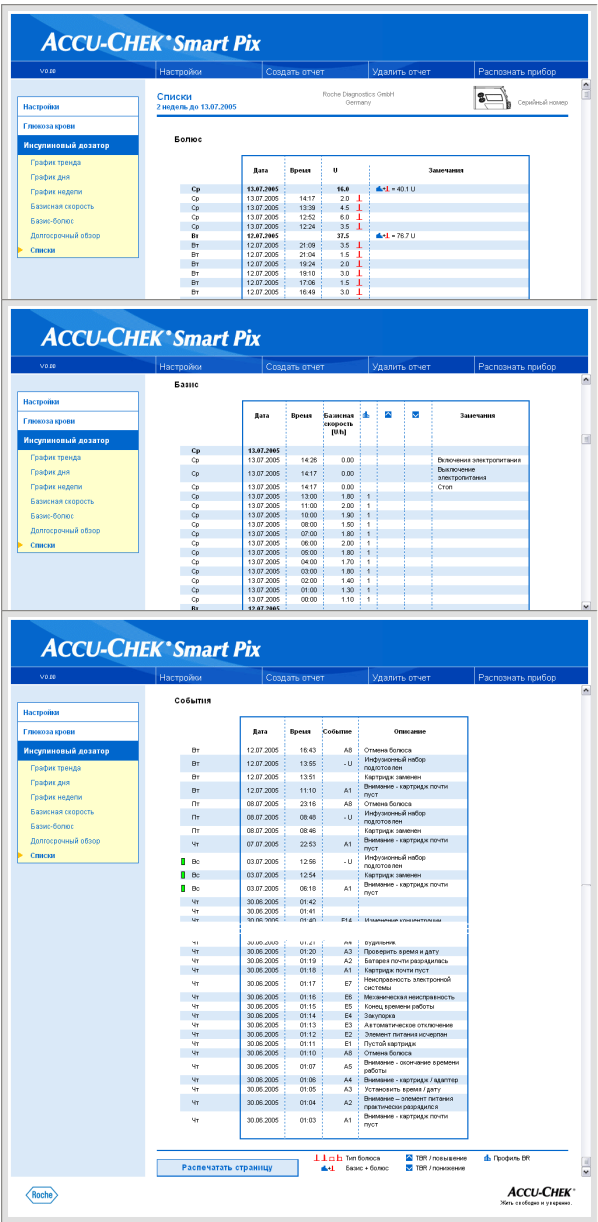 ACCU-CHEK® Smart Pix
V 0.00 Настройки Создать отчет Удалить отчет Распознать прибор
Списки
2 недель до 13.07.2005
Roche Diagnostics GmbH
Germany
Серийный номер
Настройки
Глюкоза крови
Инсулиновый дозатор
График тренда
График дня
График недели
Базисная скорость
Базис-болюс
Долгосрочный обзор
Списки
Болюс
Дата Время U Замечания
Ср 13.07.2005 16.0 = 40.1 U
Ср 13.07.2005 14:17 2.0
Ср 13.07.2005 13:39 4.5
Ср 13.07.2005 12:52 6.0
Ср 13.07.2005 12:24 3.5
Вт 12.07.2005 37.5 = 76.7 U
Вт 12.07.2005 21:09 3.5
Вт 12.07.2005 21:04 1.5
Вт 12.07.2005 19:24 2.0
Вт 12.07.2005 19:10 3.0
Вт 12.07.2005 17:06 1.5
Вт 12.07.2005 16:49 3.0
ACCU-CHEK® Smart Pix
V 0.00 Настройки Создать отчет Удалить отчет Распознать прибор
Настройки
Глюкоза крови
Инсулиновый дозатор
График тренда
График дня
График недели
Базисная скорость
Базис-болюс
Долгосрочный обзор
Списки
Базис
Дата Время Базисная скорость [U/h] Замечания
Ср 13.07.2005
Ср 13.07.2005 14:26 0.00 Включения электропитания
Ср 13.07.2005 14:17 0.00 Выключение электропитания
Ср 13.07.2005 14:17 0.00 Стоп
Ср 13.07.2005 13:00 1.80 1
Ср 13.07.2005 11:00 2.00 1
Ср 13.07.2005 10:00 1.90 1
Ср 13.07.2005 08:00 1.50 1
Ср 13.07.2005 07:00 1.80 1
Ср 13.07.2005 06:00 2.00 1
Ср 13.07.2005 05:00 1.80 1
Ср 13.07.2005 04:00 1.70 1
Ср 13.07.2005 03:00 1.80 1
Ср 13.07.2005 02:00 1.40 1
Ср 13.07.2005 01:00 1.30 1
Ср 13.07.2005 00:00 1.10 1
Вт 12.07.2005
ACCU-CHEK® Smart Pix
V 0.00 Настройки Создать отчет Удалить отчет Распознать прибор
Настройки
Глюкоза крови
Инсулиновый дозатор
График тренда
График дня
График недели
Базисная скорость
Базис-болюс
Долгосрочный обзор
Списки
События
Дата Время Событие Описание
Вт 12.07.2005 16:43 A8 Отмена болюса
Вт 12.07.2005 13:55 - U Инфузионный набор подготовлен
Вт 12.07.2005 13:51 Картридж заменен
Вт 12.07.2005 11:10 A1 Внимание - картридж почти пуст
Пт 08.07.2005 23:16 A8 Отмена болюса
Пт 08.07.2005 08:48 - U Инфузионный набор подготовлен
Пт 08.07.2005 08:46 Картридж заменен
Чт 07.07.2005 22:53 A1 Внимание - картридж почти пуст
Вс 03.07.2005 12:56 - U Инфузионный набор подготовлен
Вс 03.07.2005 12:54 Картридж заменен
Вс 03.07.2005 06:18 A1 Внимание - картридж почти пуст
Чт 30.06.2005 01:42
Чт 30.06.2005 01:41
Чт 30.06.2005 01:40 E14 Изменение концентрации
Чт 30.06.2005 01:21 A4 Будильник
Чт 30.06.2005 01:20 A3 Проверить время и дату
Чт 30.06.2005 01:19 A2 Батарея почти разрядилась
Чт 30.06.2005 01:18 A1 Картридж почти пуст
Чт 30.06.2005 01:17 E7 Неисправность электронной системы
Чт 30.06.2005 01:16 E6 Механическая неисправность
Чт 30.06.2005 01:15 E5 Конец времени работы
Чт 30.06.2005 01:14 E4 Закупорка
Чт 30.06.2005 01:13 E3 Автоматическое отключение
Чт 30.06.2005 01:12 E2 Элемент питания исчерпан
Чт 30.06.2005 01:11 E1 Пустой картридж
Чт 30.06.2005 01:10 A8 Отмена болюса
Чт 30.06.2005 01:07 A5 Внимание - окончание времени работы
Чт 30.06.2005 01:06 A4 Внимание - картридж / адаптер
Чт 30.06.2005 01:05 A3 Установить время / дату
Чт 30.06.2005 01:04 A2 Внимание – элемент питания практически разрядился
Чт 30.06.2005 01:03 A1 Внимание - картридж почти пуст
Распечатать страницу
Тип болюса TBR / повышение Профиль BR
Базис + болюс TBR / понижение
Roche
ACCU-CHEK®
Жить свободно и уверенно.